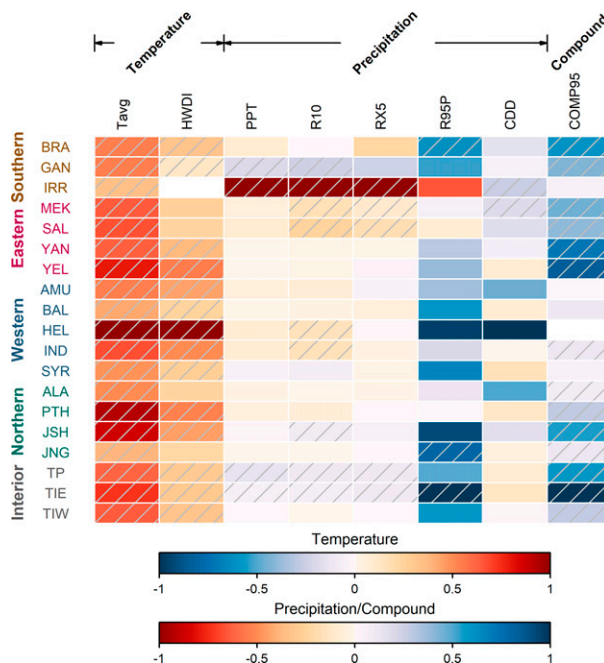 Temperature Precipitation Compound
Tavg HWDI PPT R10 RX5 R95P CDD COMP95
Southern
BRA
GAN
IRR
Eastern
MEK
SAL
YAN
YEL
Western
AMU
BAL
HEL
IND
SYR
Northern
ALA
PTH
JSH
JNG
Interior
TP
TIE
TIW
Temperature
-1 -0.5 0 0.5 1
Precipitation/Compound
-1 -0.5 0 0.5 1